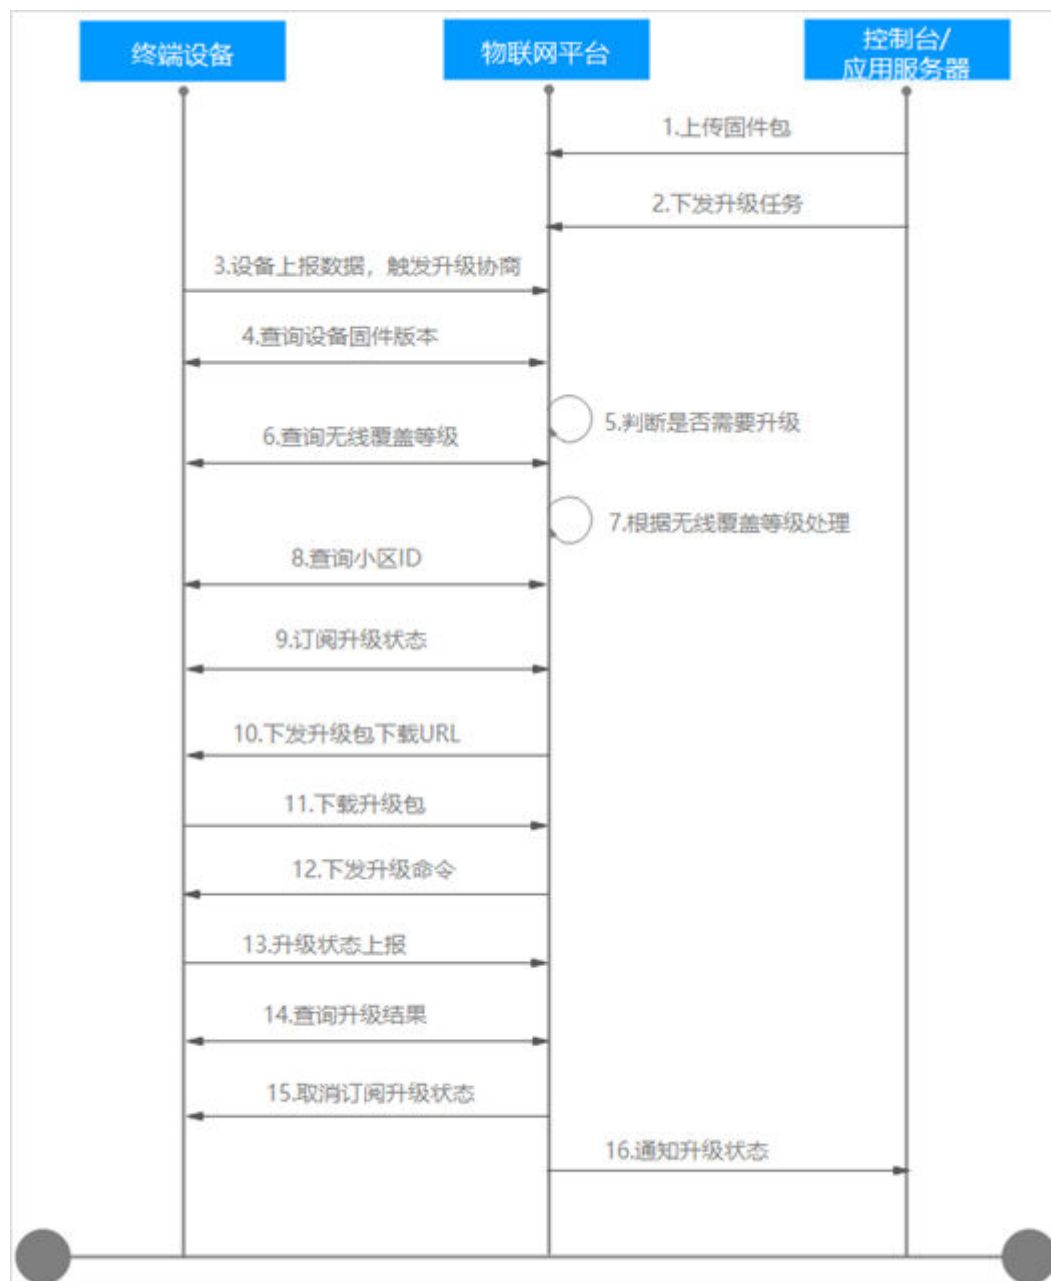 终端设备
物联网平台
控制台/
应用服务器
1.上传固件包
2.下发升级任务
3.设备上报数据，触发升级协商
4.查询设备固件版本
5.判断是否需要升级
6.查询无线覆盖等级
7.根据无线覆盖等级处理
8.查询小区ID
9.订阅升级状态
10.下发升级包下载URL
11.下载升级包
12.下发升级命令
13.升级状态上报
14.查询升级结果
15.取消订阅升级状态
16.通知升级状态